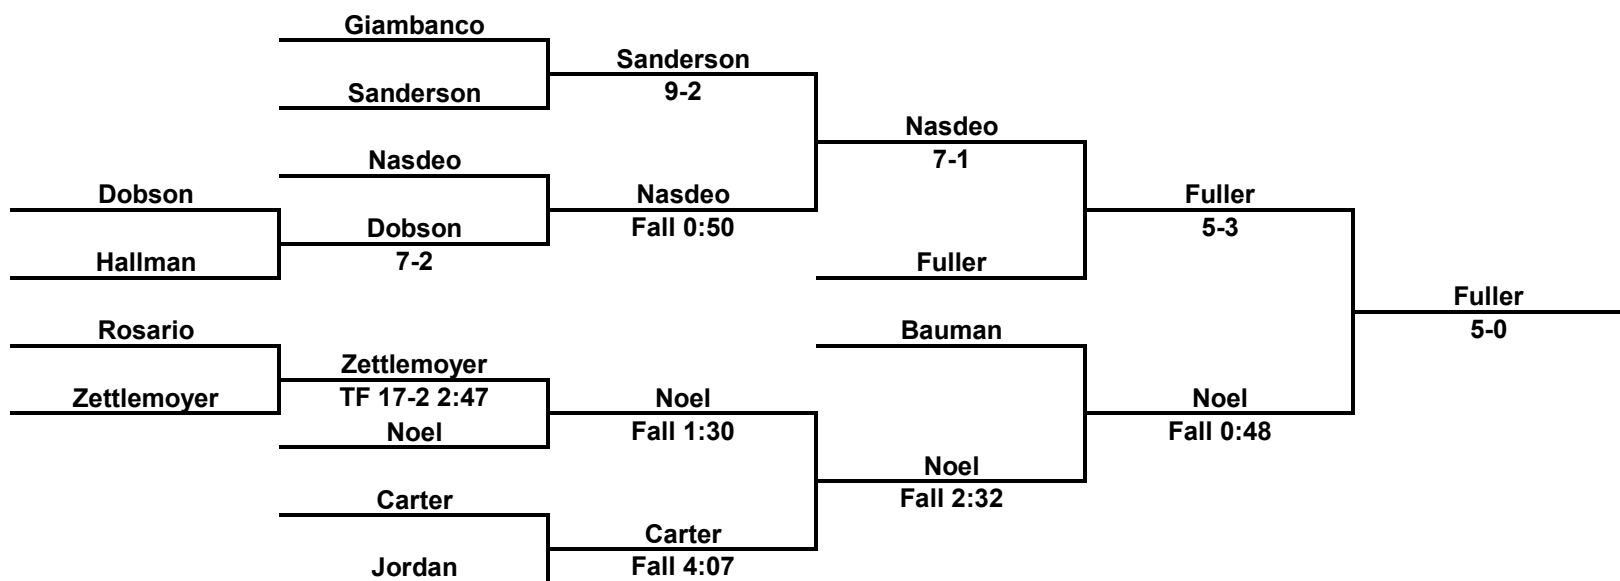 Giambanco
Sanderson
Sanderson
9-2
Nasdeo
7-1
Nasdeo
Dobson
Nasdeo
Fall 0:50
Fuller
5-3
Dobson
7-2
Hallman
Fuller
Fuller
5-0
Rosario
Bauman
Zettlemoyer
TF 17-2 2:47
Zettlemoyer
Noel
Fall 1:30
Noel
Fall 0:48
Noel
Noel
Fall 2:32
Carter
Carter
Fall 4:07
Jordan